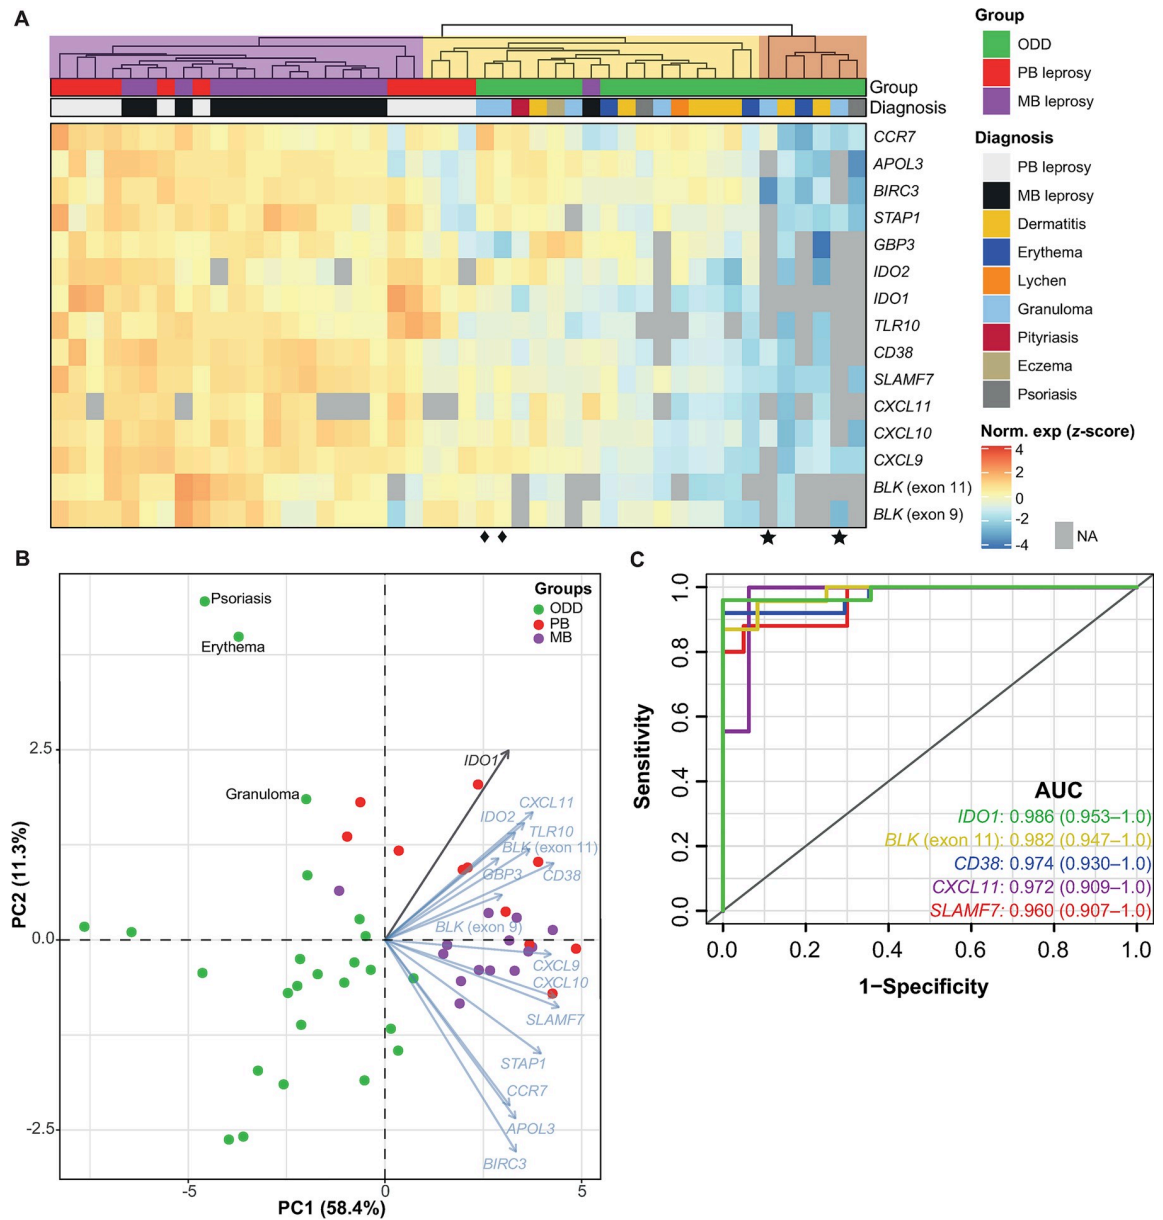 A
Group
Diagnosis
CCR7
APOL3
BIRC3
STAP1
GBP3
IDO2
IDO1
TLR10
CD38
SLAMF7
CXCL11
CXCL10
CXCL9
BLK (exon 11)
BLK (exon 9)
Group
ODD
PB leprosy
MB leprosy
Diagnosis
PB leprosy
MB leprosy
Dermatitis
Erythema
Lychen
Granuloma
Pityriasis
Eczema
Psoriasis
Norm. exp (z-score)
4
2
0
-2
-4
NA
B
Groups
ODD
PB
MB
Psoriasis
Erythema
Granuloma
IDO1
CXCL11
IDO2
TLR10
BLK (exon 11)
GBP3
CD38
BLK (exon 9)
CXCL9
CXCL10
SLAMF7
STAP1
CCR7
APOL3
BIRC3
2.5
0.0
-2.5
PC2 (11.3%)
-5
0
5
PC1 (58.4%)
C
1.0
0.8
0.6
0.4
0.2
0.0
Sensitivity
AUC
IDO1: 0.986 (0.953–1.0)
BLK (exon 11): 0.982 (0.947–1.0)
CD38: 0.974 (0.930–1.0)
CXCL11: 0.972 (0.909–1.0)
SLAMF7: 0.960 (0.907–1.0)
0.0
0.2
0.4
0.6
0.8
1.0
1−Specificity